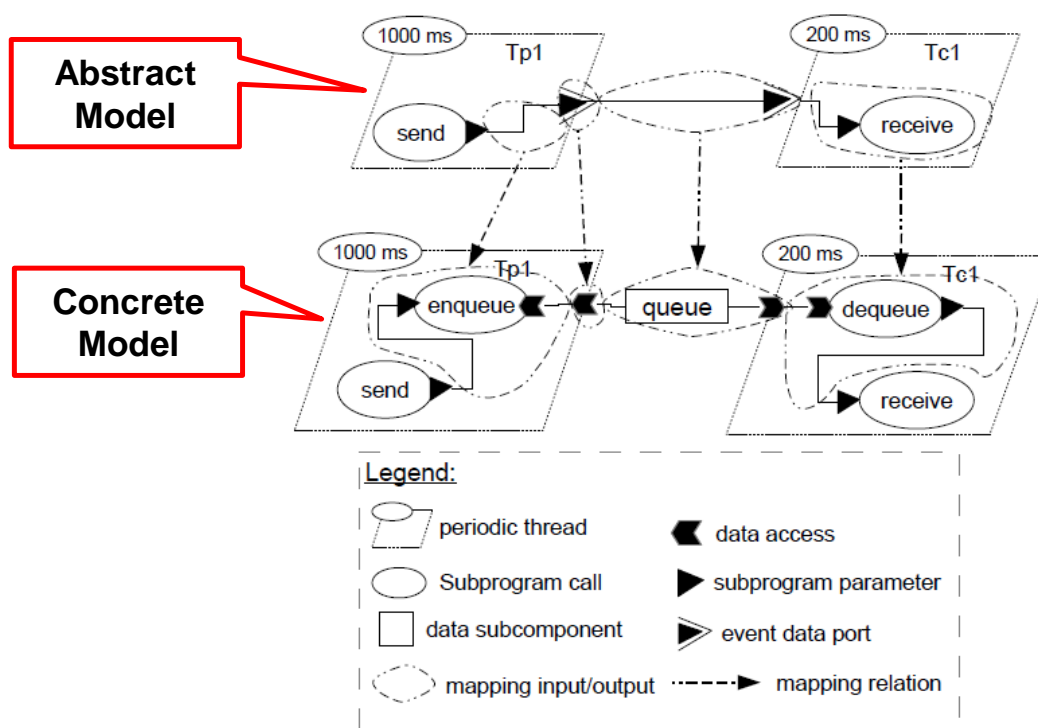 1000 ms
200 ms
Abstract
Model
Tp1
Tc1
send
receive
1000 ms
200 ms
Concrete
Model
Tp1
Tc1
enqueue
queue
dequeue
send
receive
Legend:
periodic thread
data access
Subprogram call
subprogram parameter
data subcomponent
event data port
mapping input/output
mapping relation